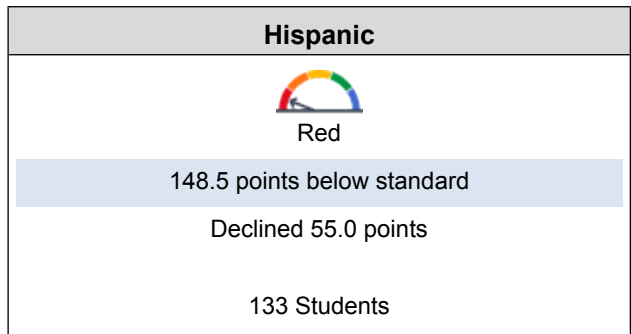 Hispanic
Red
148.5 points below standard
Declined 55.0 points
133 Students